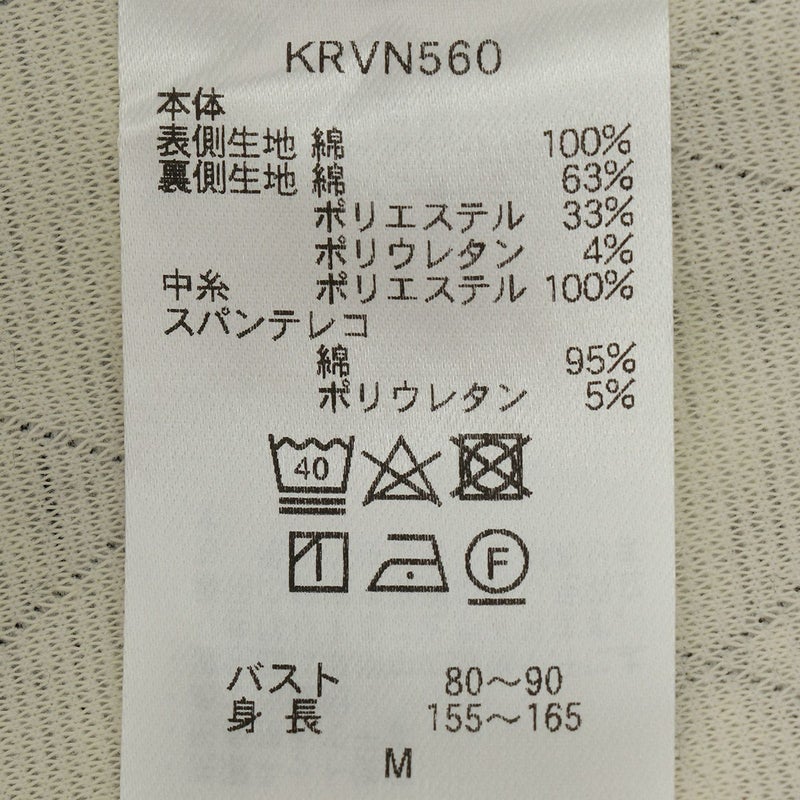 KRVN560
本体
表側生地 綿 100%
裏側生地 綿 63%
ポリエステル 33%
ポリウレタン 4%
中糸 ポリエステル 100%
スパンテレコ
綿 95%
ポリウレタン 5%
40
F
バスト 80～90
身長 155～165
M